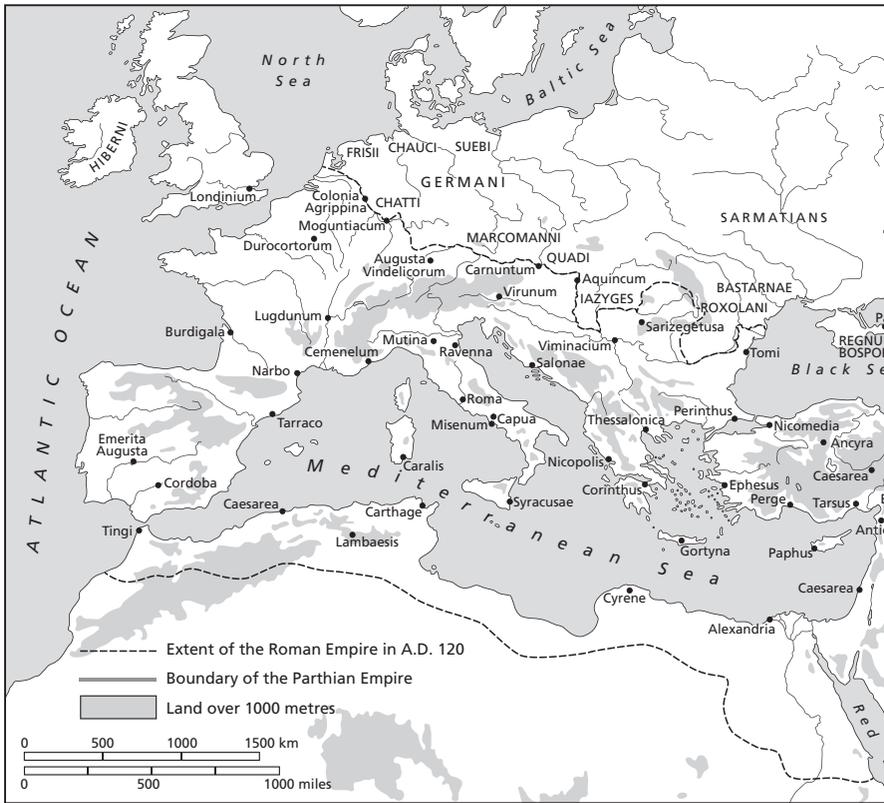 North
Sea
Baltic Sea
HIBERNI
FRISII
CHAUCI
SUEBI
GERMANI
Londinium
Colonia
Agrippina
CHATTI
Moguntiacum
SARMATIANS
Durocortorum
MARCOMANNI
Augusta
Vindelicorum
QUADI
Carnuntum
Aquincum
Virunum
IAZYGES
BASTARNAE
ROXOLANI
ATLANTIC OCEAN
Lugdunum
Sarizegetusa
Burdigala
Mutina
Ravenna
Viminacium
REGNU
BOSPO
Cemenelum
Salonae
Tomi
Narbo
Black Se
Roma
Tarraco
Misenum
Capua
Thessalonica
Perinthus
Nicomedia
Emerita
Augusta
Ancyra
Mediterranean Sea
Caralis
Nicopolis
Caesarea
Cordoba
Corinthus
Ephesus
Caesarea
Carthage
Syracusae
Perge
Tarsus
Tingi
Lambaesis
Antio
Gortyna
Paphus
Cyrene
Caesarea
Alexandria
Extent of the Roman Empire in A.D. 120
Boundary of the Parthian Empire
Land over 1000 metres
Red
0 500 1000 1500 km
0 500 1000 miles